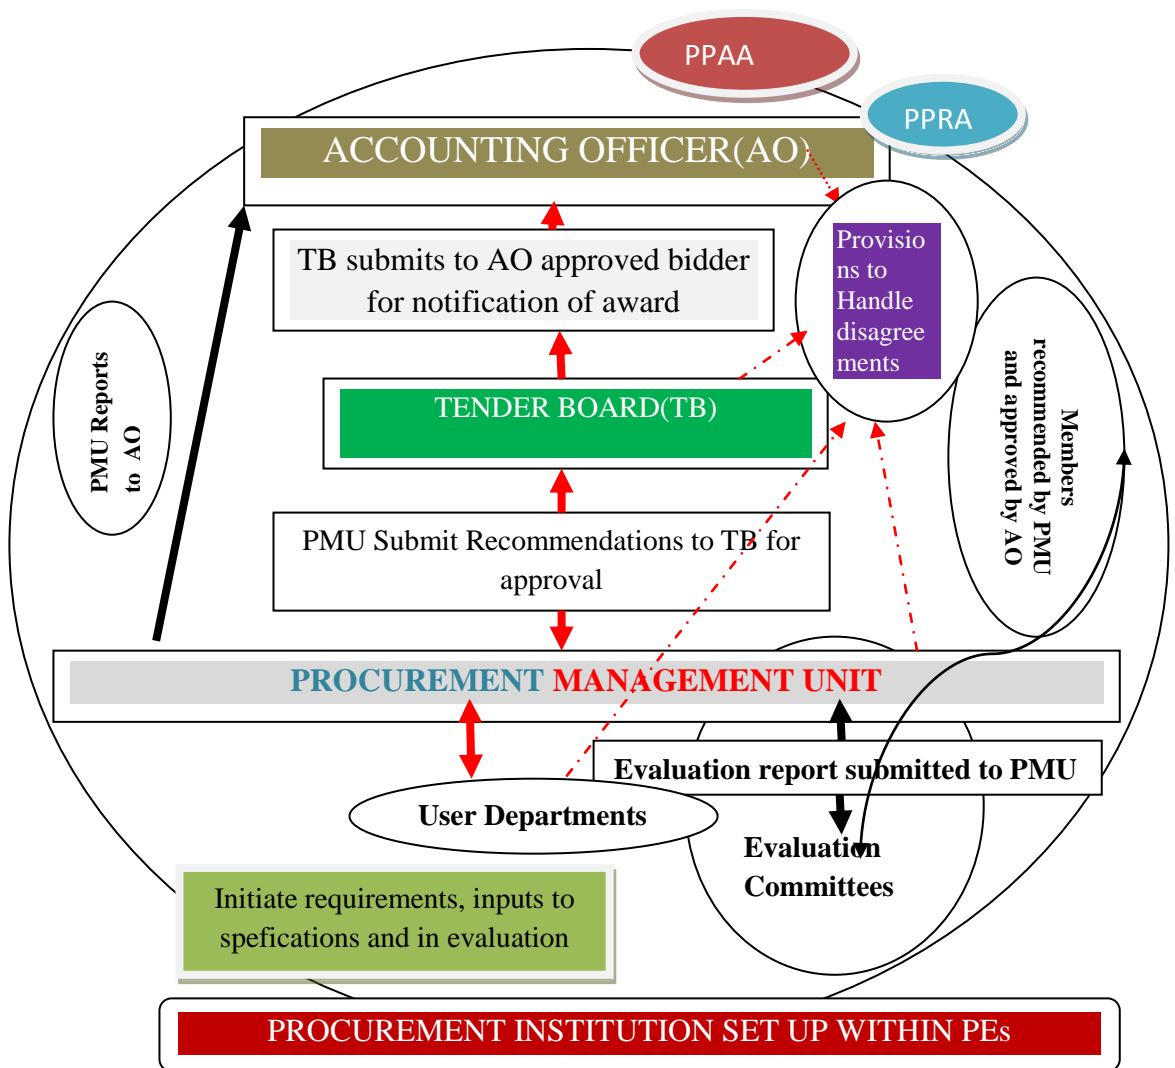 PPAA
PPRA
ACCOUNTING OFFICER(AO)
TB submits to AO approved bidder
for notification of award
Provisio
ns to
Handle
disagree
ments
PMU Reports
to AO
Members
recommended by PMU
and approved by AO
TENDER BOARD(TB)
PMU Submit Recommendations to TB for
approval
PROCUREMENT MANAGEMENT UNIT
Evaluation report submitted to PMU
User Departments
Evaluation
Committees
Initiate requirements, inputs to
spefications and in evaluation
PROCUREMENT INSTITUTION SET UP WITHIN PEs